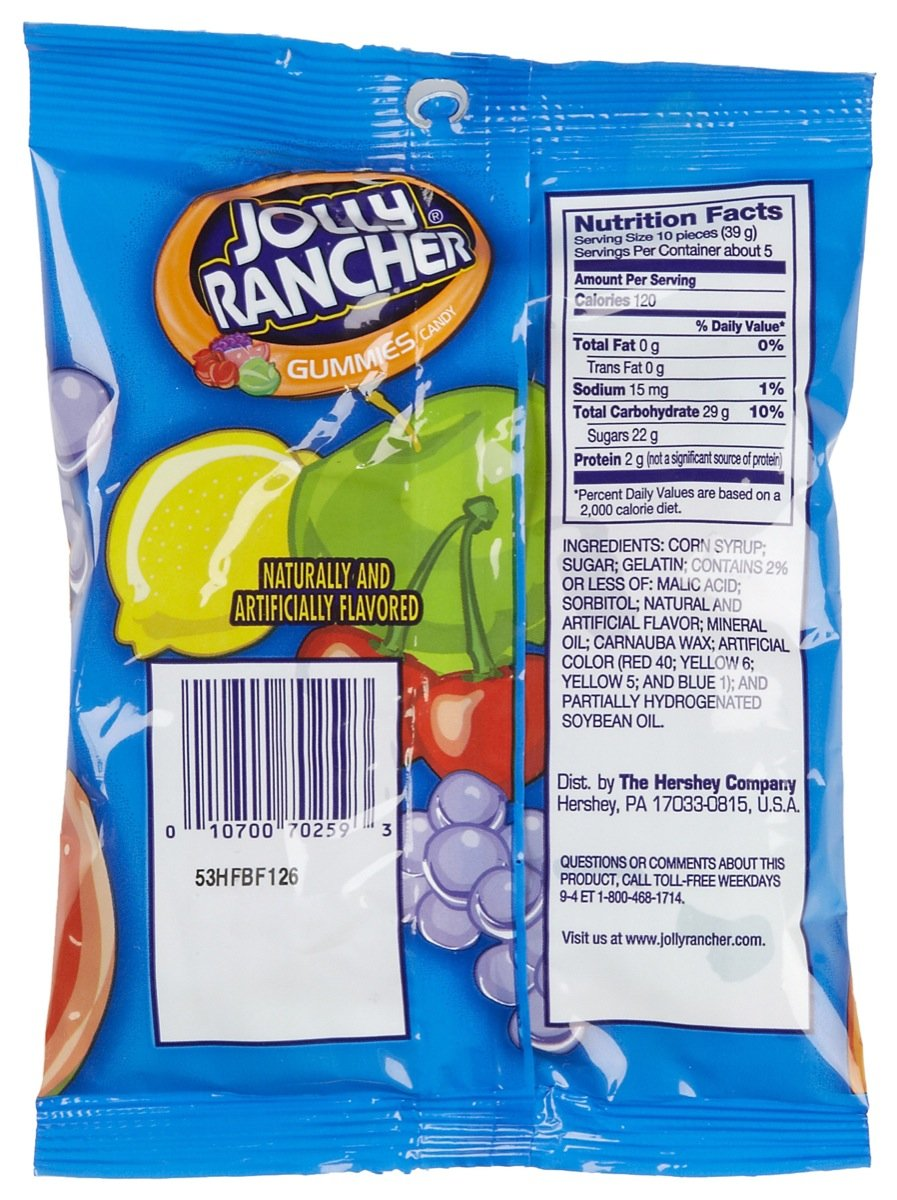 JOLLY ®
RANCHER
GUMMIES CANDY
NATURALLY AND
ARTIFICIALLY FLAVORED
0 10700 70259 3
53HFBF126
Nutrition Facts
Serving Size 10 pieces (39 g)
Servings Per Container about 5
Amount Per Serving
Calories 120
% Daily Value*
Total Fat 0 g 0%
Trans Fat 0 g
Sodium 15 mg 1%
Total Carbohydrate 29 g 10%
Sugars 22 g
Protein 2 g (not a significant source of protein)
*Percent Daily Values are based on a
2,000 calorie diet.
INGREDIENTS: CORN SYRUP;
SUGAR; GELATIN; CONTAINS 2%
OR LESS OF: MALIC ACID;
SORBITOL; NATURAL AND
ARTIFICIAL FLAVOR; MINERAL
OIL; CARNAUBA WAX; ARTIFICIAL
COLOR (RED 40; YELLOW 6;
YELLOW 5; AND BLUE 1); AND
PARTIALLY HYDROGENATED
SOYBEAN OIL.
Dist. by The Hershey Company
Hershey, PA 17033-0815, U.S.A.
QUESTIONS OR COMMENTS ABOUT THIS
PRODUCT, CALL TOLL-FREE WEEKDAYS
9-4 ET 1-800-468-1714.
Visit us at www.jollyrancher.com.